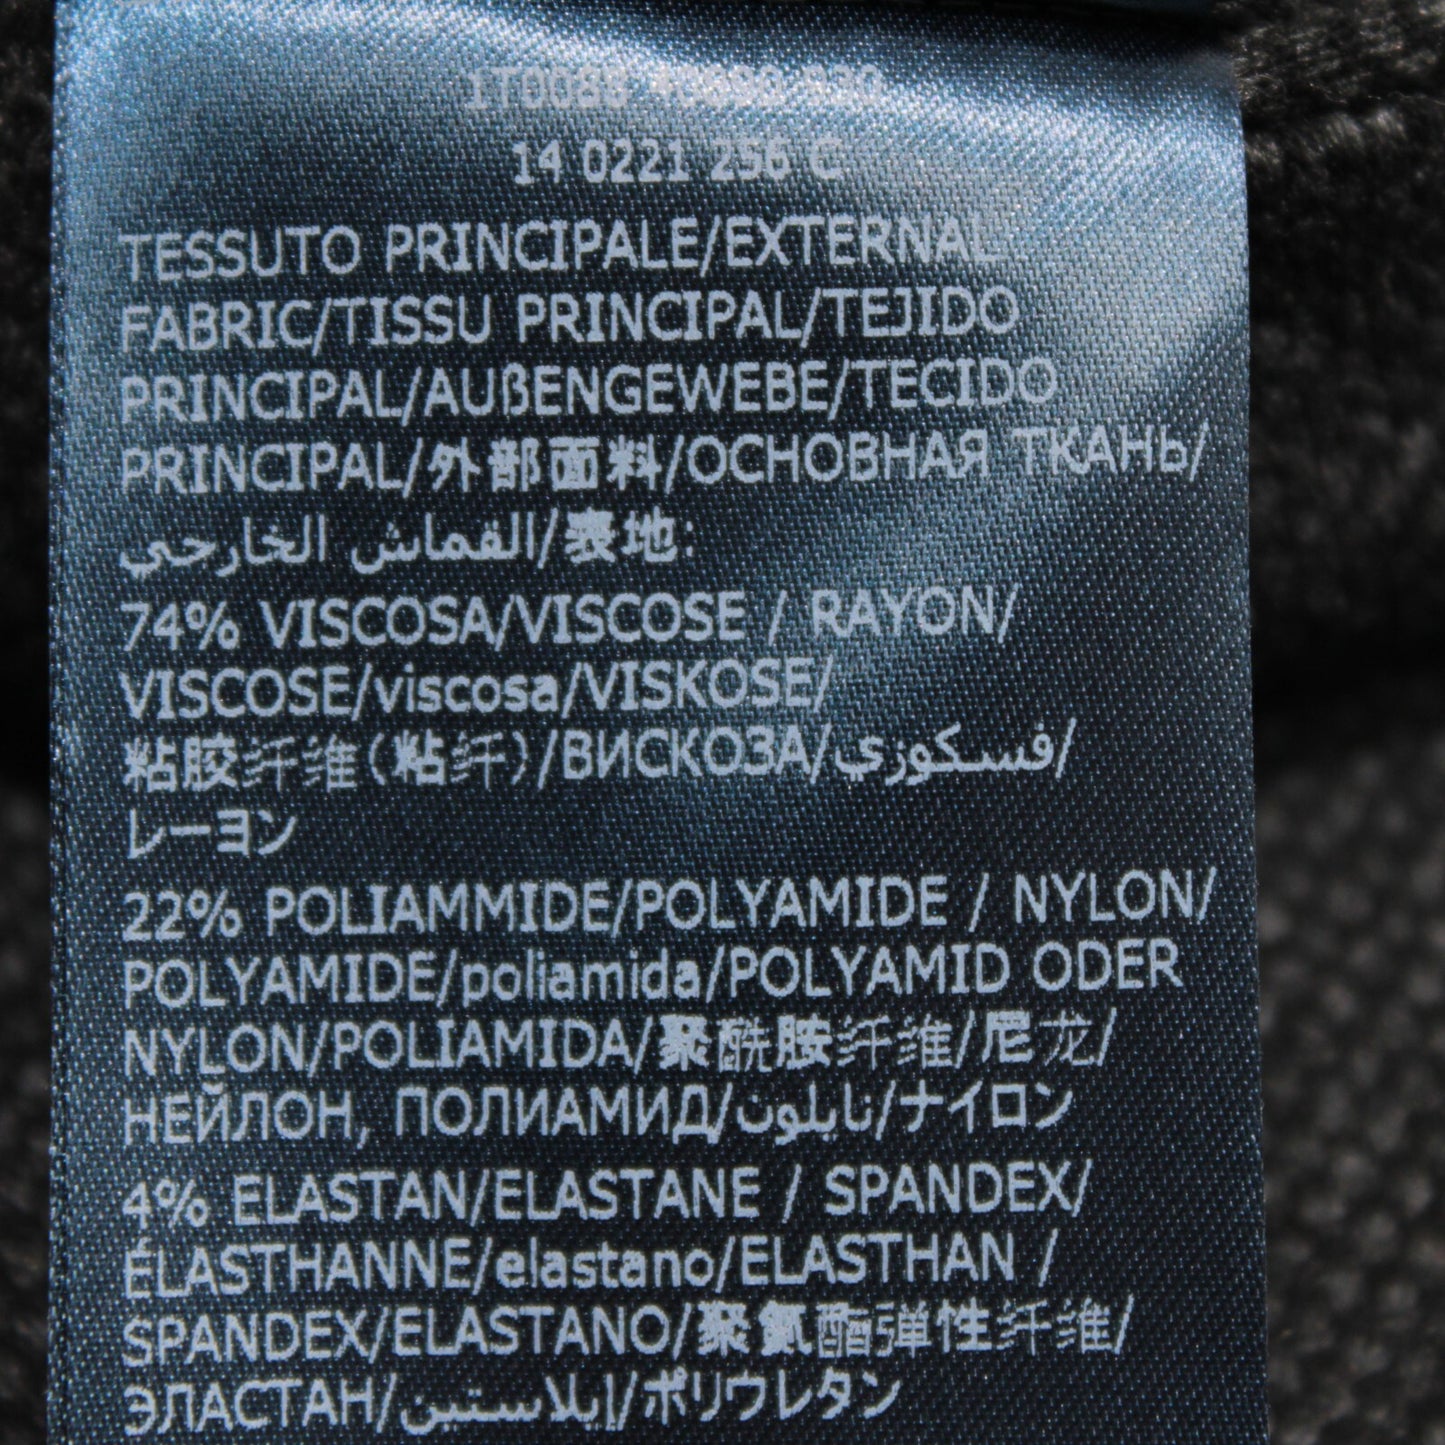 1T0088
14 0221 256 C
TESSUTO PRINCIPALE/EXTERNAL
FABRIC/TISSU PRINCIPAL/TEJIDO
PRINCIPAL/AUßENGEWEBE/TECIDO
PRINCIPAL/外部面料/ОСНОВНАЯ ТКАНЬ/
القماش الخارجي/表地:
74% VISCOSA/VISCOSE / RAYON/
VISCOSE/viscosa/VISKOSE/
粘胶纤维(粘纤)/ВИСКОЗА/فسكوزي/
レーヨン
22% POLIAMMIDE/POLYAMIDE / NYLON/
POLYAMIDE/poliamida/POLYAMID ODER
NYLON/POLIAMIDA/聚酰胺纤维/尼龙/
НЕЙЛОН, ПОЛИАМИД/نايلون/ナイロン
4% ELASTAN/ELASTANE / SPANDEX/
ÉLASTHANNE/elastano/ELASTHAN /
SPANDEX/ELASTANO/聚氨酯弹性纤维/
ЭЛАСТАН/إيلاستين/ポリウレタン